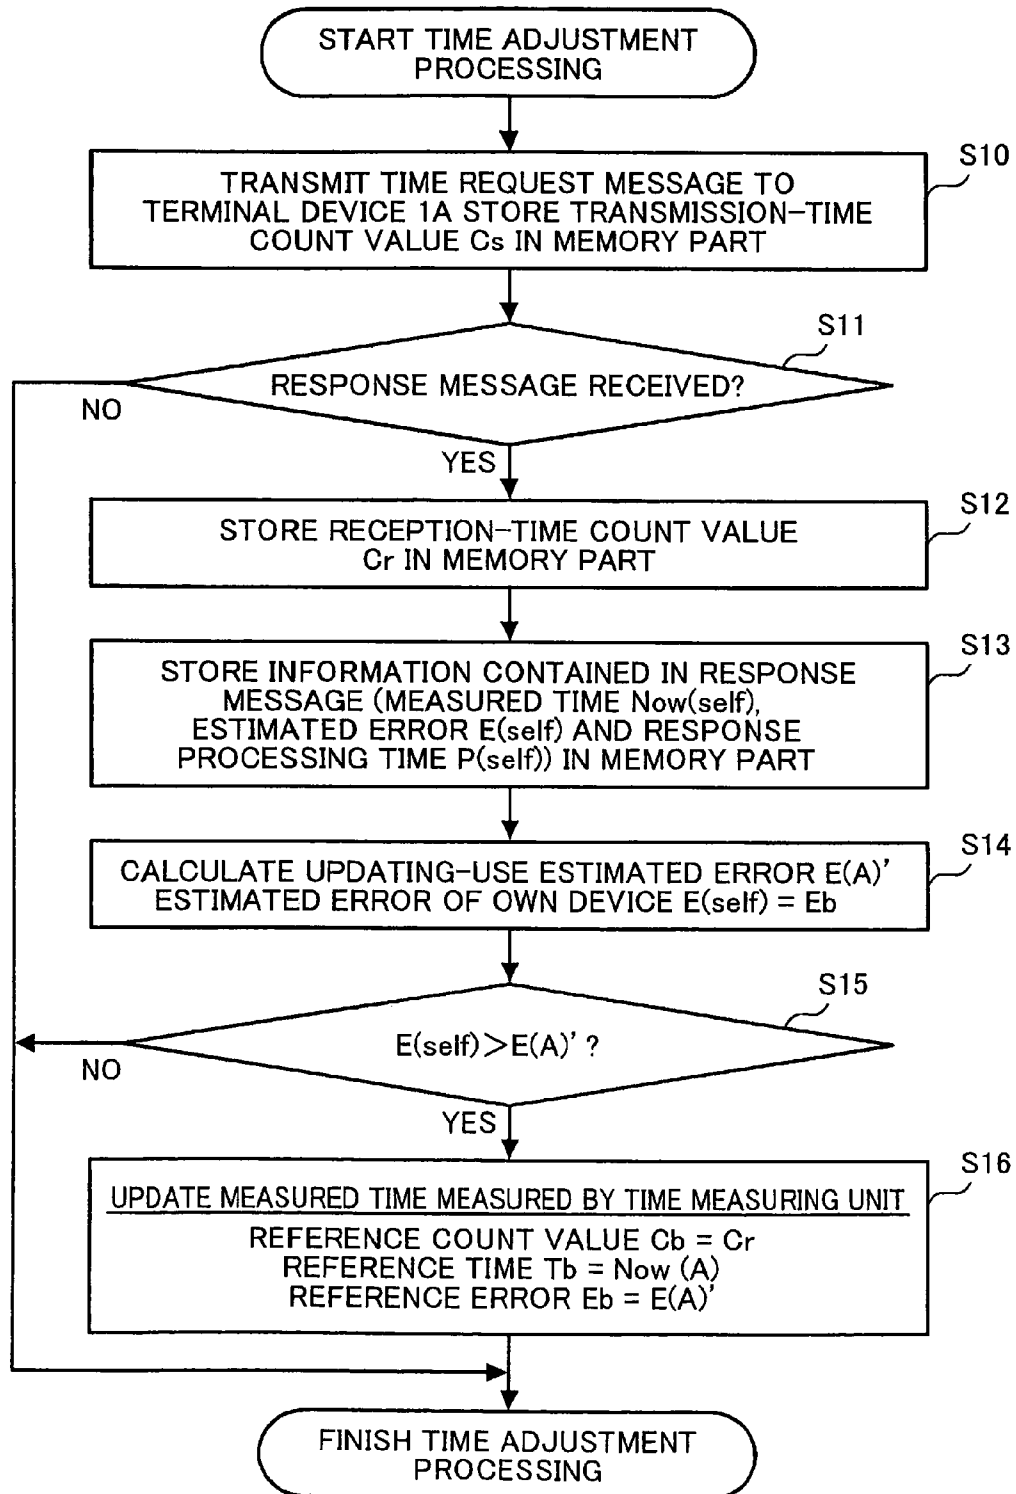 START TIME ADJUSTMENT
PROCESSING
S10
TRANSMIT TIME REQUEST MESSAGE TO
TERMINAL DEVICE 1A STORE TRANSMISSION-TIME
COUNT VALUE Cs IN MEMORY PART
S11
RESPONSE MESSAGE RECEIVED?
NO
YES
S12
STORE RECEPTION-TIME COUNT VALUE
Cr IN MEMORY PART
S13
STORE INFORMATION CONTAINED IN RESPONSE
MESSAGE (MEASURED TIME Now(self),
ESTIMATED ERROR E(self) AND RESPONSE
PROCESSING TIME P(self)) IN MEMORY PART
S14
CALCULATE UPDATING-USE ESTIMATED ERROR E(A)'
ESTIMATED ERROR OF OWN DEVICE E(self) = Eb
S15
E(self)>E(A)' ?
NO
YES
S16
UPDATE MEASURED TIME MEASURED BY TIME MEASURING UNIT
REFERENCE COUNT VALUE Cb = Cr
REFERENCE TIME Tb = Now (A)
REFERENCE ERROR Eb = E(A)'
FINISH TIME ADJUSTMENT
PROCESSING